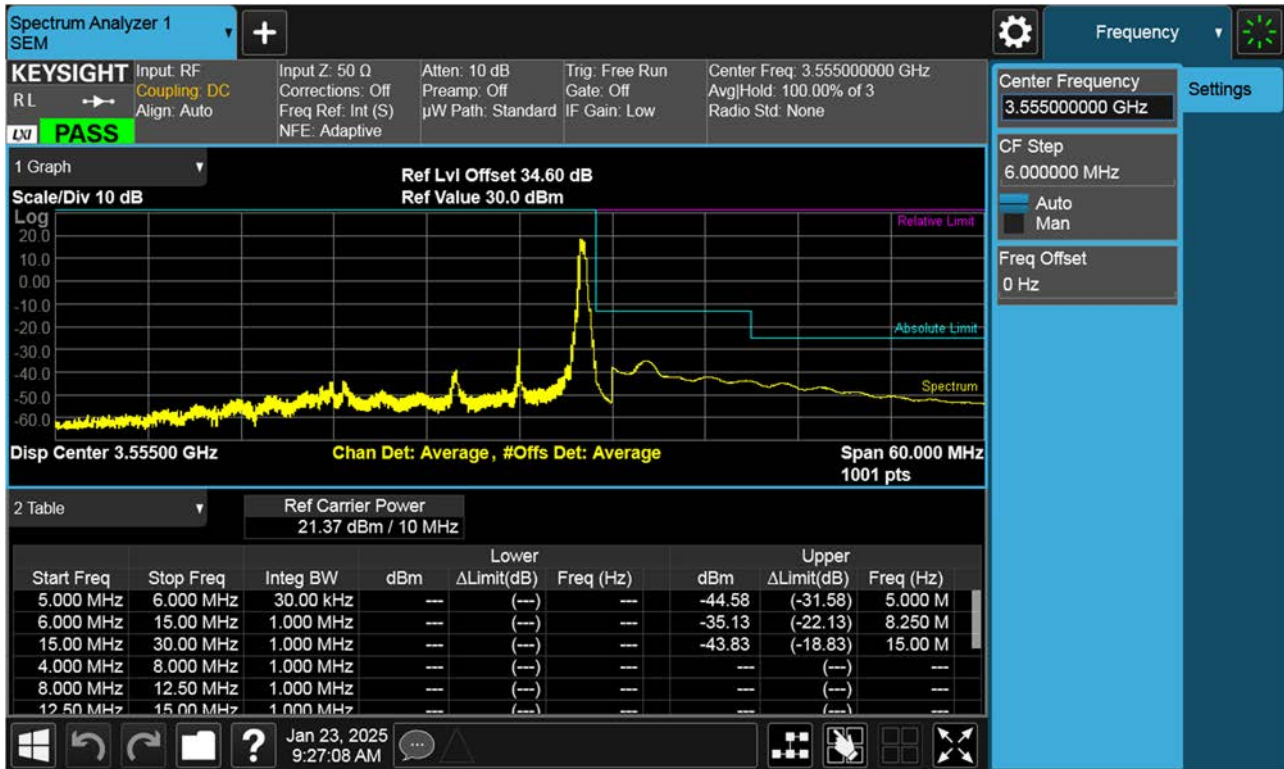 Spectrum Analyzer 1
SEM
+
Frequency
KEYSIGHT
RL
LXI PASS
Input: RF
Coupling: DC
Align: Auto
Input Z: 50 Ω
Corrections: Off
Freq Ref: Int (S)
NFE: Adaptive
Atten: 10 dB
Preamp: Off
µW Path: Standard
Trig: Free Run
Gate: Off
IF Gain: Low
Center Freq: 3.555000000 GHz
Avg|Hold: 100.00% of 3
Radio Std: None
Center Frequency
3.555000000 GHz
Settings
CF Step
6.000000 MHz
Auto
Man
Freq Offset
0 Hz
1 Graph
Scale/Div 10 dB
Ref Lvl Offset 34.60 dB
Ref Value 30.0 dBm
Log
20.0
10.0
0.00
-10.0
-20.0
-30.0
-40.0
-50.0
-60.0
Relative Limit
Absolute Limit
Spectrum
Disp Center 3.55500 GHz
Chan Det: Average, #Offs Det: Average
Span 60.000 MHz
1001 pts
2 Table
Ref Carrier Power
21.37 dBm / 10 MHz
Lower Upper
Start Freq Stop Freq Integ BW dBm ΔLimit(dB) Freq (Hz) dBm ΔLimit(dB) Freq (Hz)
5.000 MHz 6.000 MHz 30.00 kHz --- (---) --- -44.58 (-31.58) 5.000 M
6.000 MHz 15.00 MHz 1.000 MHz --- (---) --- -35.13 (-22.13) 8.250 M
15.00 MHz 30.00 MHz 1.000 MHz --- (---) --- -43.83 (-18.83) 15.00 M
4.000 MHz 8.000 MHz 1.000 MHz --- (---) --- --- (---) ---
8.000 MHz 12.50 MHz 1.000 MHz --- (---) --- --- (---) ---
12.50 MHz 15.00 MHz 1.000 MHz --- (---) --- --- (---) ---
?
Jan 23, 2025
9:27:08 AM